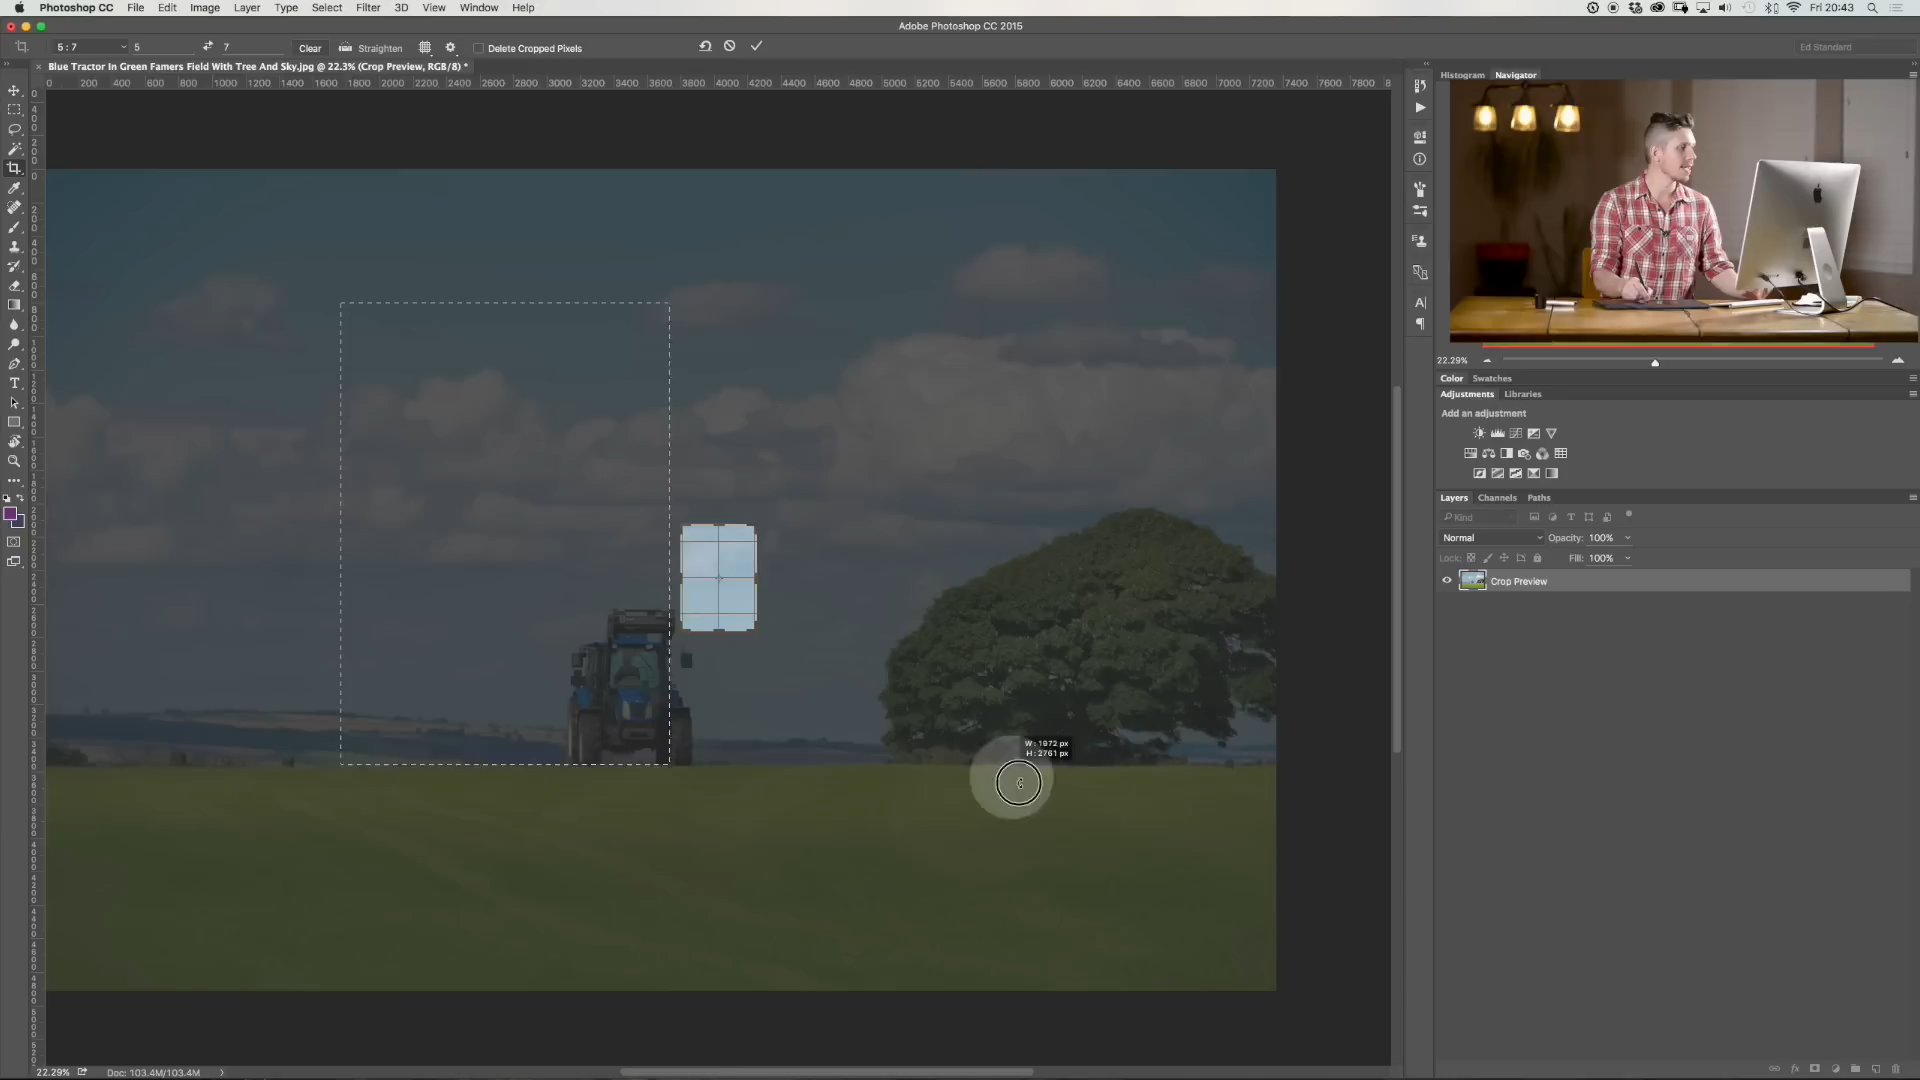 Photoshop CC File Edit Image Layer Type Select Filter 3D View Window Help Fri 20:43
Adobe Photoshop CC 2015
5 : 7 5 7 Clear Straighten Delete Cropped Pixels Ed Standard
Blue Tractor In Green Famers Field With Tree And Sky.jpg @ 22.3% (Crop Preview, RGB/8) *
Histogram Navigator
0 200 400 600 800 1000 1200 1400 1600 1800 2000 2200 2400 2600 2800 3000 3200 3400 3600 3800 4000 4200 4400 4600 4800 5000 5200 5400 5600 5800 6000 6200 6400 6600 6800 7000 7200 7400 7600 7800 8
22.29%
Color Swatches
Adjustments Libraries
Add an adjustment
Layers Channels Paths
Kind
Normal Opacity: 100%
Lock: Fill: 100%
Crop Preview
W : 1972 px
H : 2761 px
22.29% Doc: 103.4M/103.4M